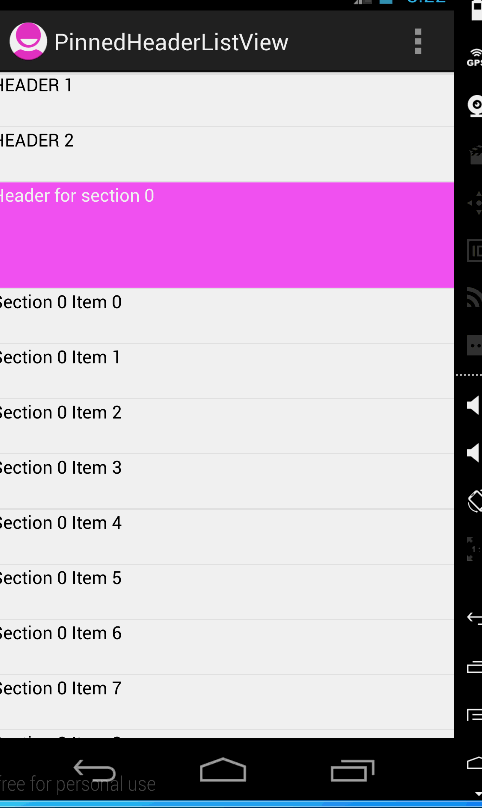 PinnedHeaderListView
GPS
HEADER 1
HEADER 2
Header for section 0
Section 0 Item 0
Section 0 Item 1
Section 0 Item 2
Section 0 Item 3
Section 0 Item 4
Section 0 Item 5
Section 0 Item 6
Section 0 Item 7
free for personal use